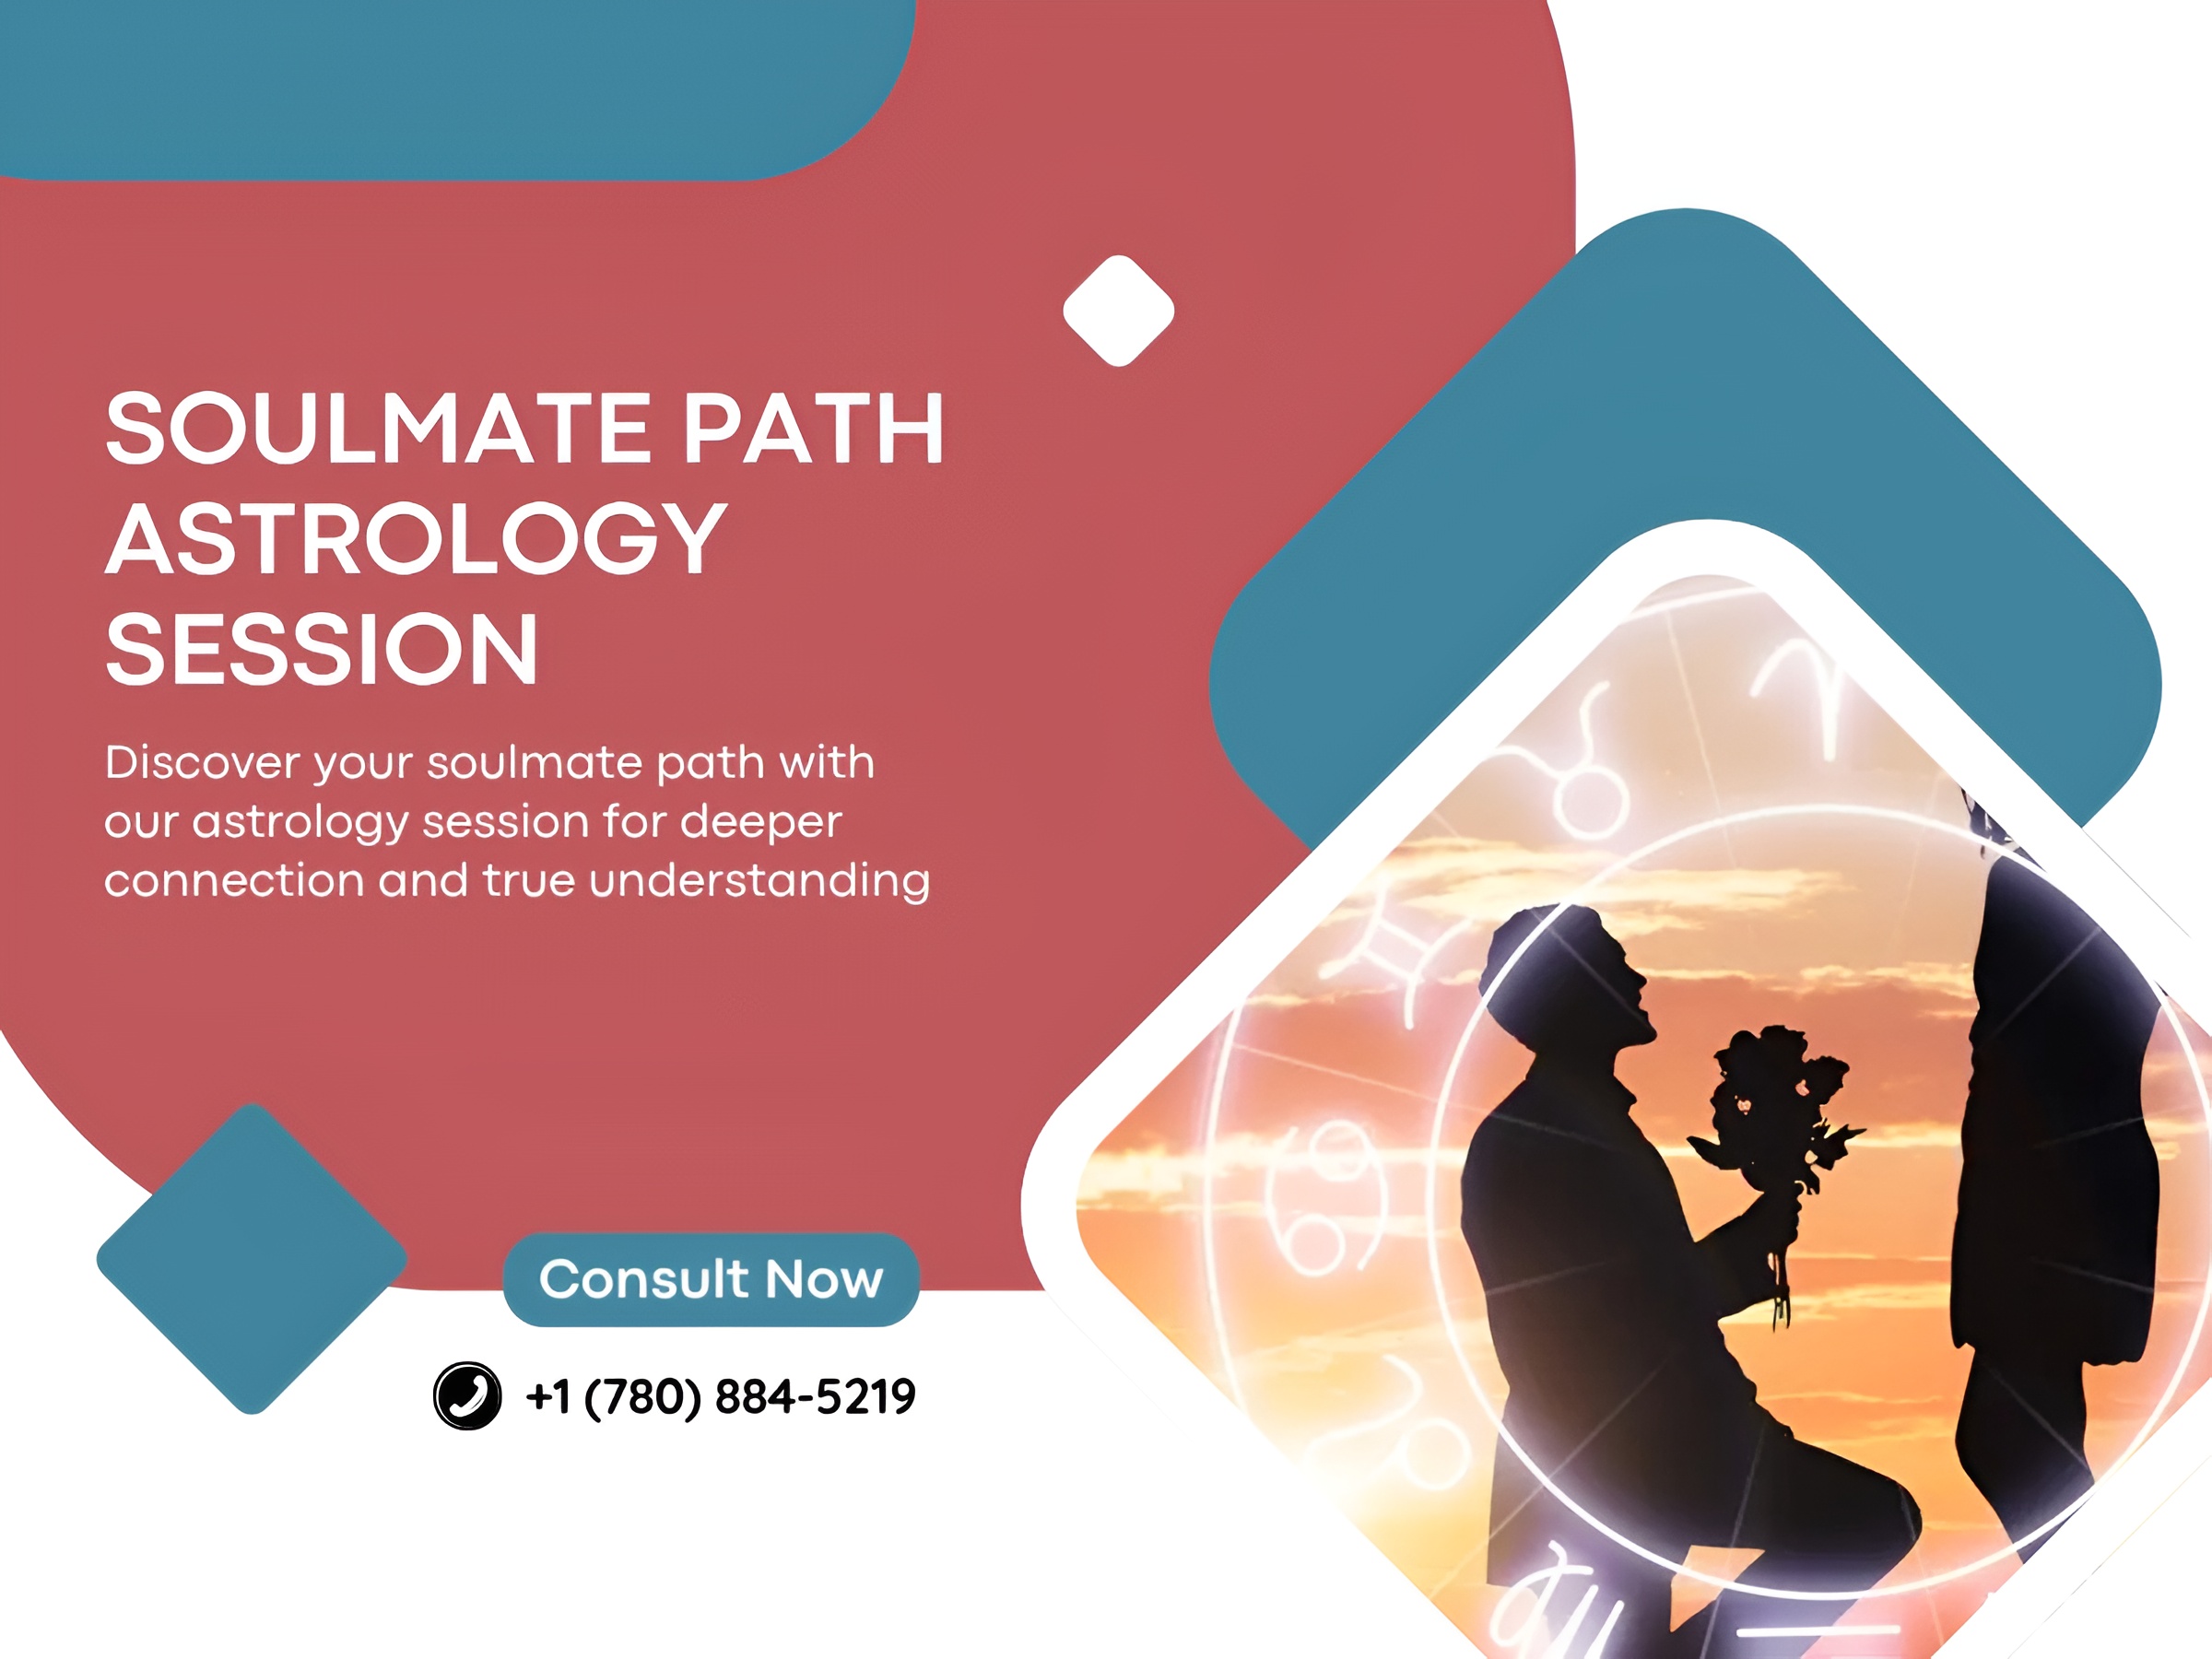 SOULMATE PATH
ASTROLOGY
SESSION
Discover your soulmate path with
our astrology session for deeper
connection and true understanding
Consult Now
+1 (780) 884-5219